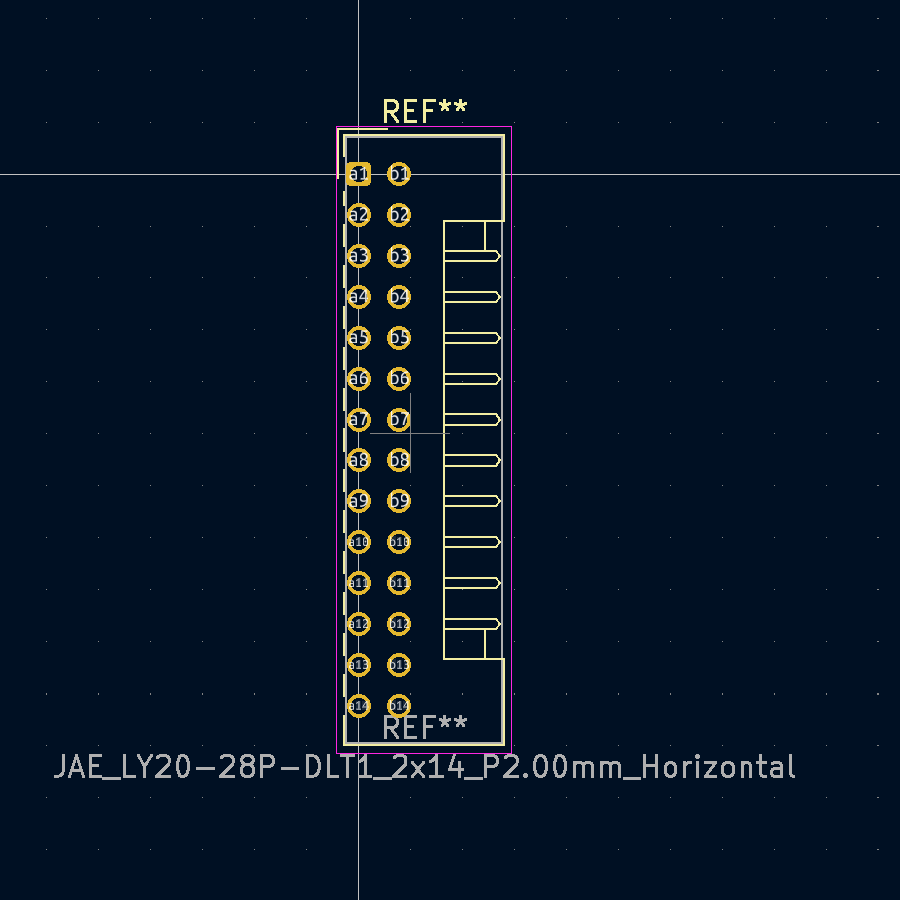 REF**
a1 b1
a2 b2
a3 b3
a4 b4
a5 b5
a6 b6
a7 b7
a8 b8
a9 b9
a10 b10
a11 b11
a12 b12
a13 b13
a14 b14
REF**
JAE_LY20-28P-DLT1_2x14_P2.00mm_Horizontal